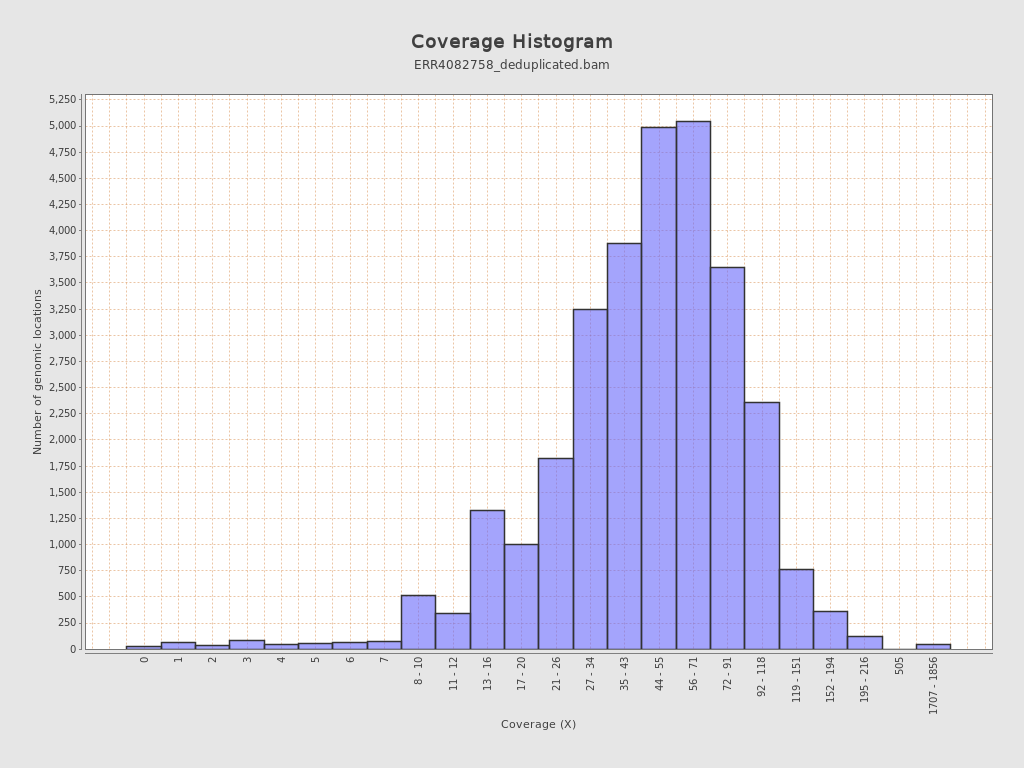 Coverage Histogram
ERR4082758_deduplicated.bam
Number of genomic locations
5,250
5,000
4,750
4,500
4,250
4,000
3,750
3,500
3,250
3,000
2,750
2,500
2,250
2,000
1,750
1,500
1,250
1,000
750
500
250
0
0
1
2
3
4
5
6
7
8 - 10
11 - 12
13 - 16
17 - 20
21 - 26
27 - 34
35 - 43
44 - 55
56 - 71
72 - 91
92 - 118
119 - 151
152 - 194
195 - 216
505
1707 - 1856
Coverage (X)